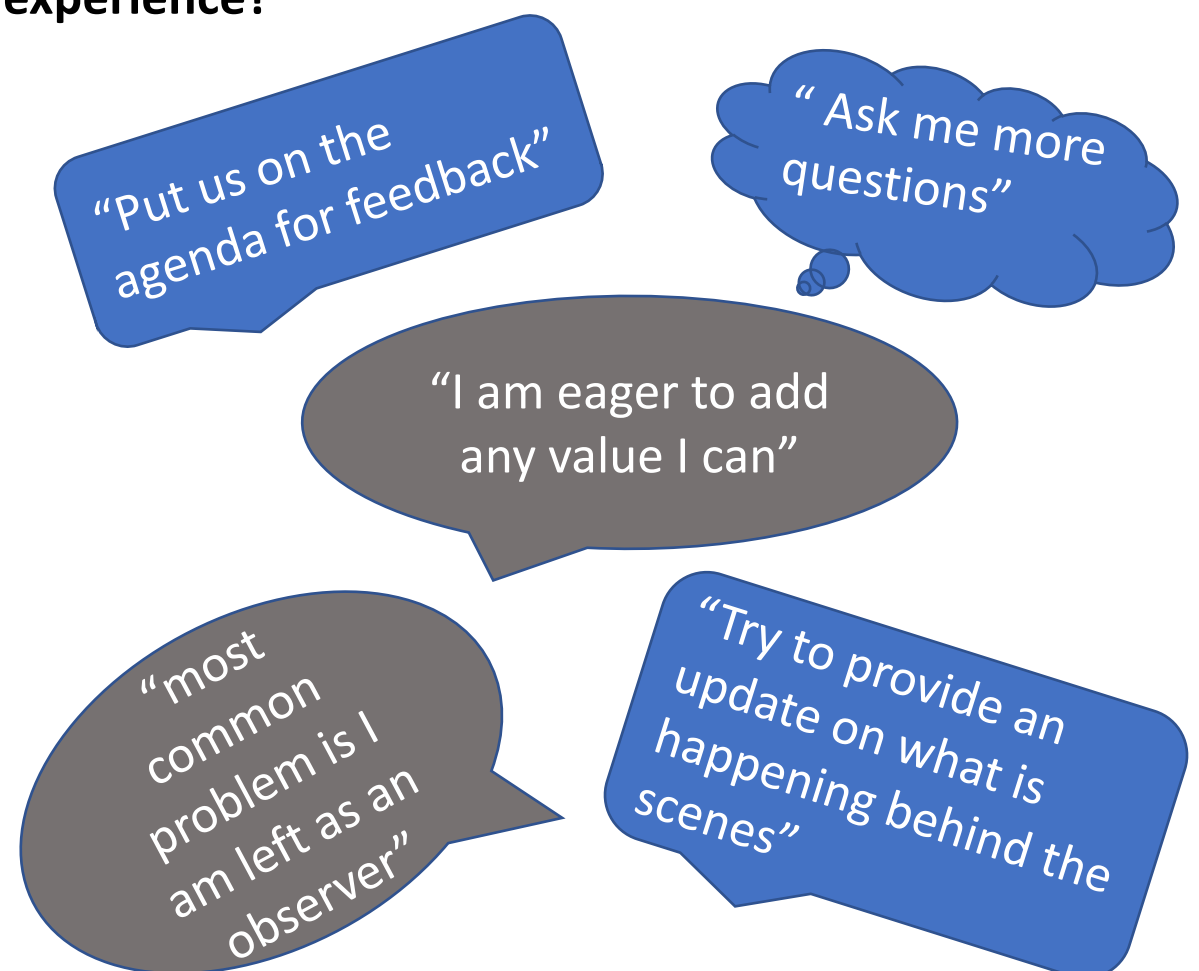 experience?
“Put us on the
agenda for feedback”
“ Ask me more
questions”
“I am eager to add
any value I can”
“most
common
problem is I
am left as an
observer”
“Try to provide an
update on what is
happening behind the
scenes”